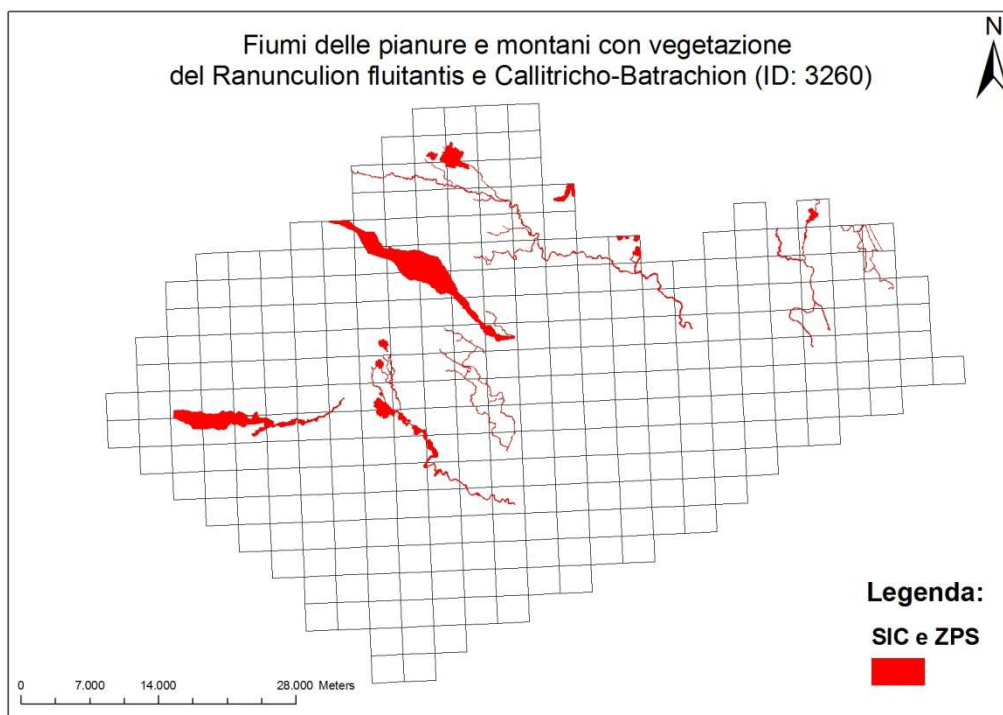 Fiumi delle pianure e montani con vegetazione
del Ranunculion fluitantis e Callitricho-Batrachion (ID: 3260)
N
Legenda:
SIC e ZPS
0 7.000 14.000 28.000 Meters